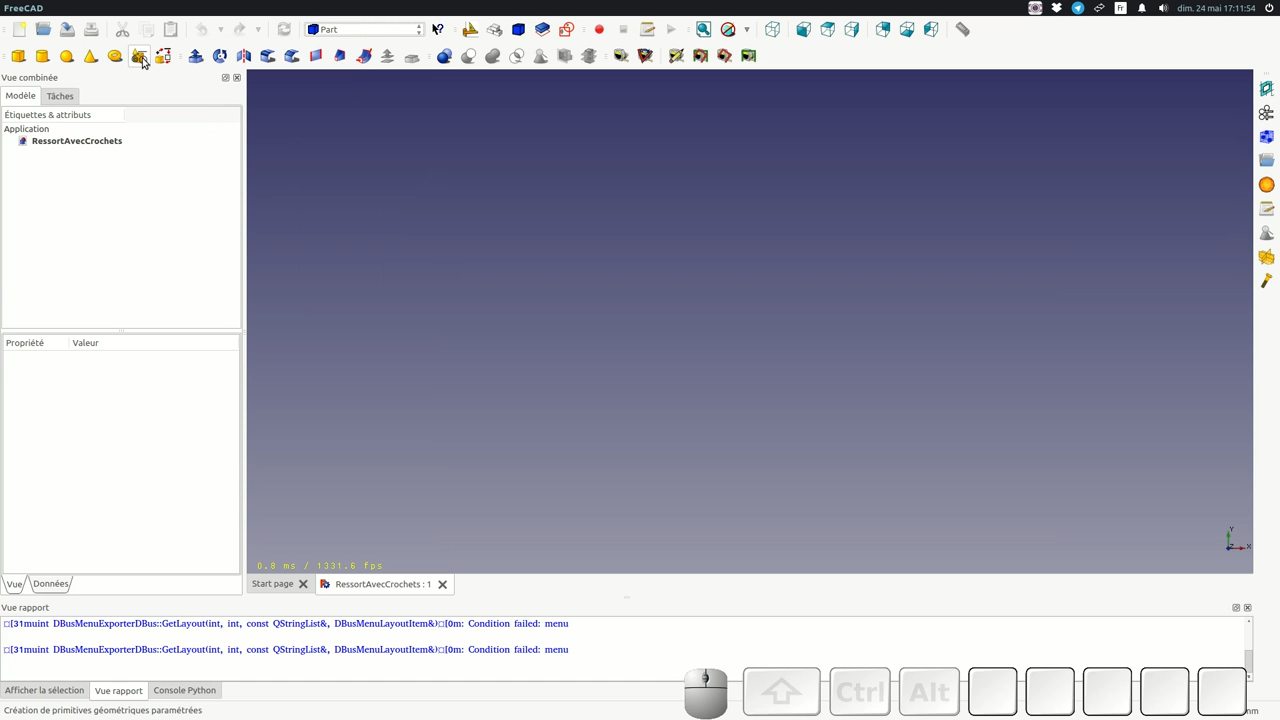 FreeCAD
Fr
dim. 24 mai 17:11:54
Part
Vue combinée
Modèle
Tâches
Étiquettes & attributs
Application
RessortAvecCrochets
Propriété
Valeur
Y
X
Z
0.8 ms / 1331.6 fps
Vue
Données
Start page
RessortAvecCrochets : 1
Vue rapport
□[31muint DBusMenuExporterDBus::GetLayout(int, int, const QStringList&, DBusMenuLayoutItem&)□[0m: Condition failed: menu
□[31muint DBusMenuExporterDBus::GetLayout(int, int, const QStringList&, DBusMenuLayoutItem&)□[0m: Condition failed: menu
Ctrl
Alt
Afficher la sélection
Vue rapport
Console Python
Création de primitives géométriques paramétrées
mm